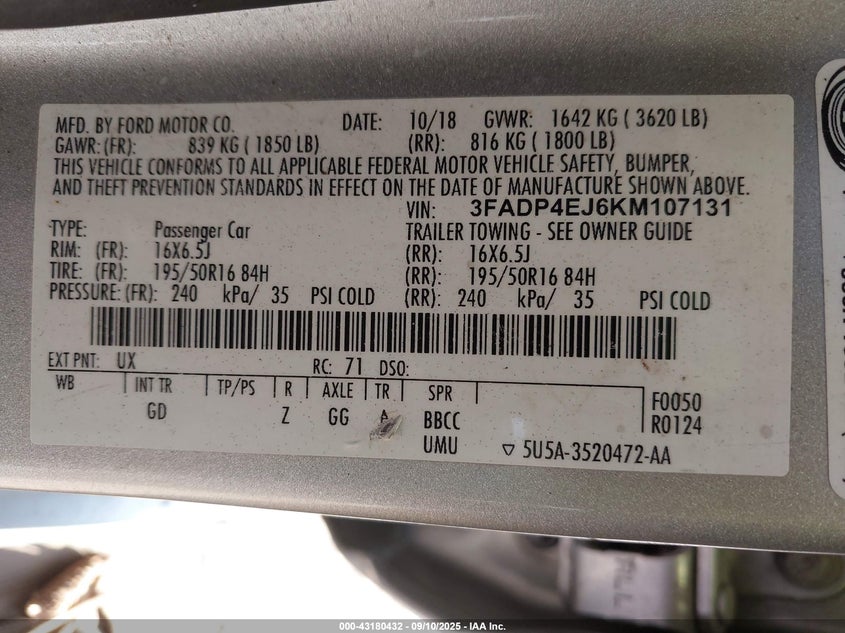 MFD. BY FORD MOTOR CO. DATE: 10/18 GVWR: 1642 KG ( 3620 LB)
GAWR: (FR): 839 KG ( 1850 LB) (RR): 816 KG ( 1800 LB)
THIS VEHICLE CONFORMS TO ALL APPLICABLE FEDERAL MOTOR VEHICLE SAFETY, BUMPER,
AND THEFT PREVENTION STANDARDS IN EFFECT ON THE DATE OF MANUFACTURE SHOWN ABOVE.
VIN: 3FADP4EJ6KM107131
TYPE: Passenger Car TRAILER TOWING - SEE OWNER GUIDE
RIM: (FR): 16X6.5J (RR): 16X6.5J
TIRE: (FR): 195/50R16 84H (RR): 195/50R16 84H
PRESSURE: (FR): 240 kPa/ 35 PSI COLD (RR): 240 kPa/ 35 PSI COLD
EXT PNT: UX RC: 71 DSO:
WB INT TR TP/PS R AXLE TR SPR F0050
GD Z GG A BBCC R0124
UMU ▽ 5U5A-3520472-AA
000-43180432 - 09/10/2025 - IAA Inc.